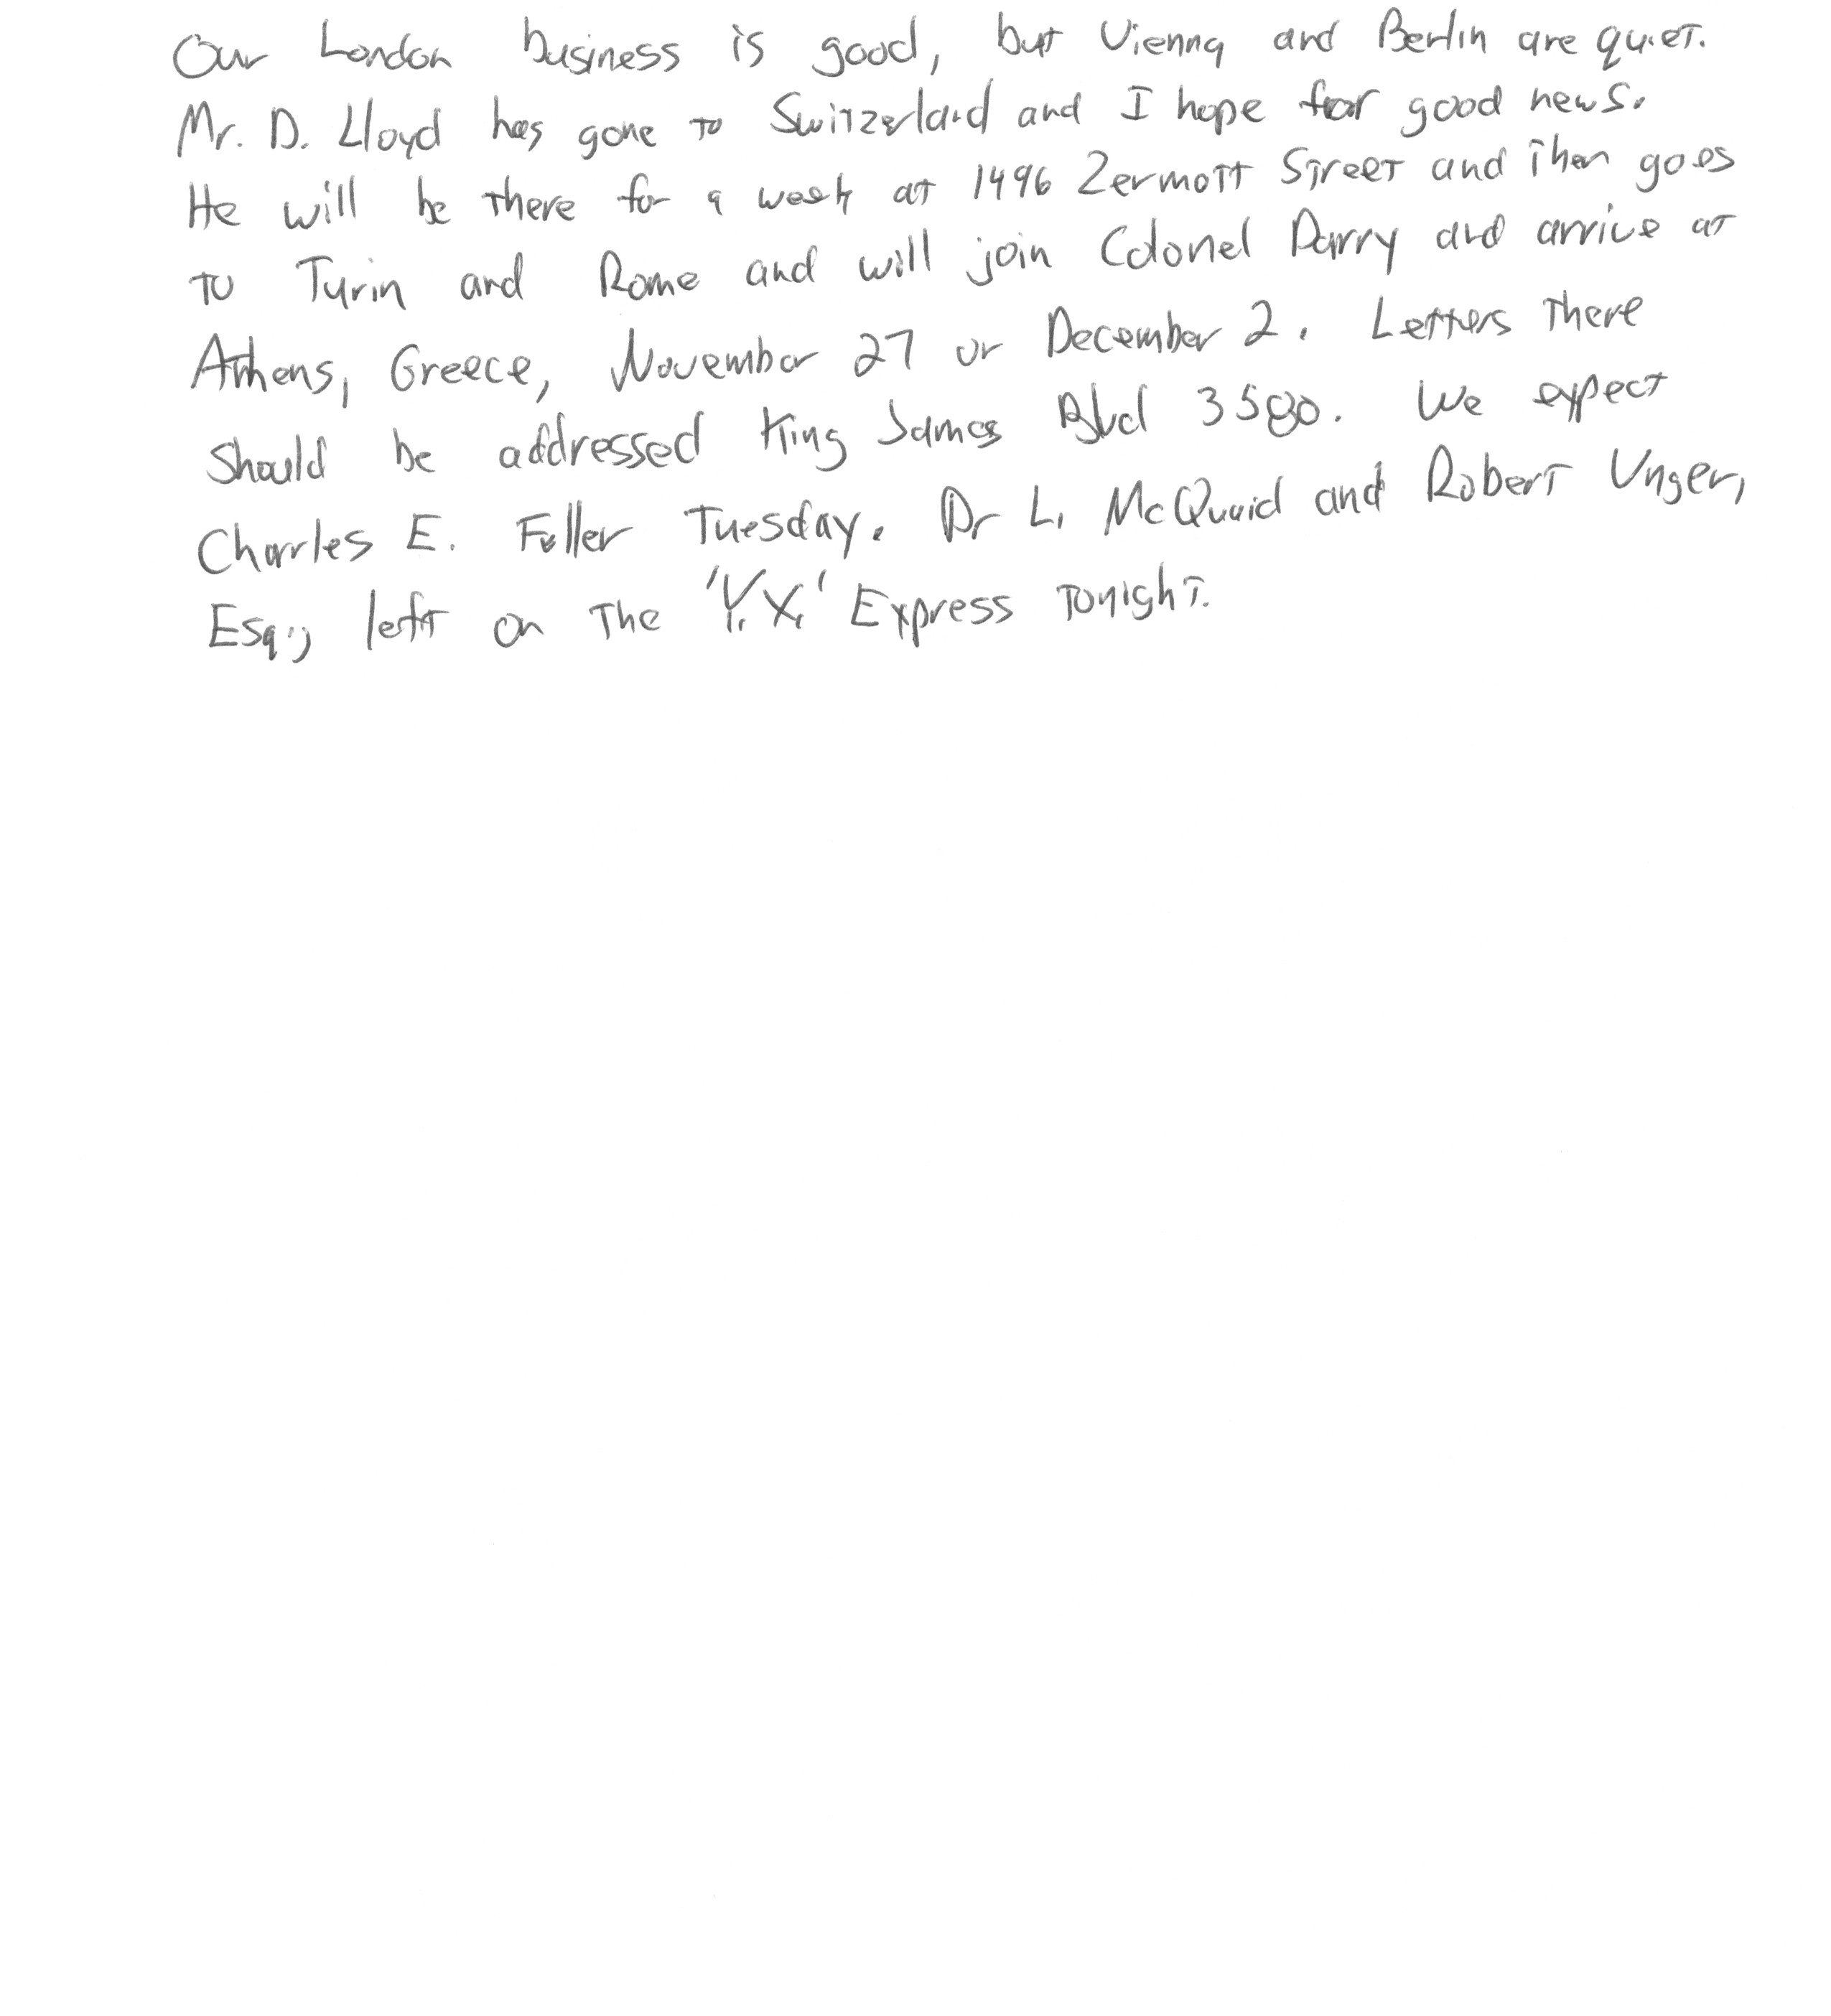 Our London business is good, but Vienna and Berlin are quiet.
Mr. D. Lloyd has gone to Switzerland and I hope for good news.
He will be there for a week at 1496 Zermott Street and then goes
to Turin and Rome and will join Colonel Parry and arrive at
Athens, Greece, November 27 or December 2. Letters there
should be addressed King James Blvd 3580. We expect
Charles E. Fuller Tuesday. Dr L. McQuaid and Robert Unger,
Esq., left on the 'Y.X.' Express tonight.